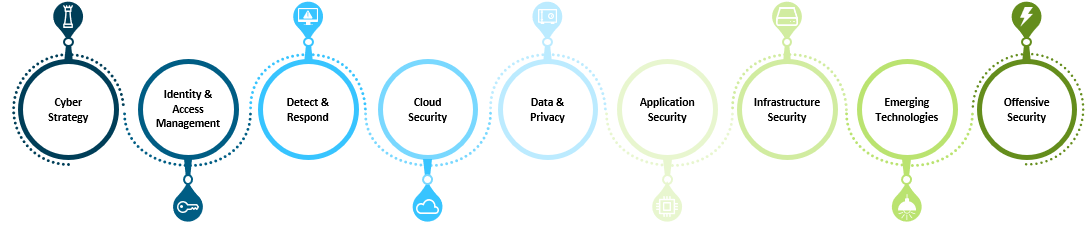 Cyber
Strategy
Identity &
Access
Management
Detect &
Respond
Cloud
Security
Data &
Privacy
Application
Security
Infrastructure
Security
Emerging
Technologies
Offensive
Security